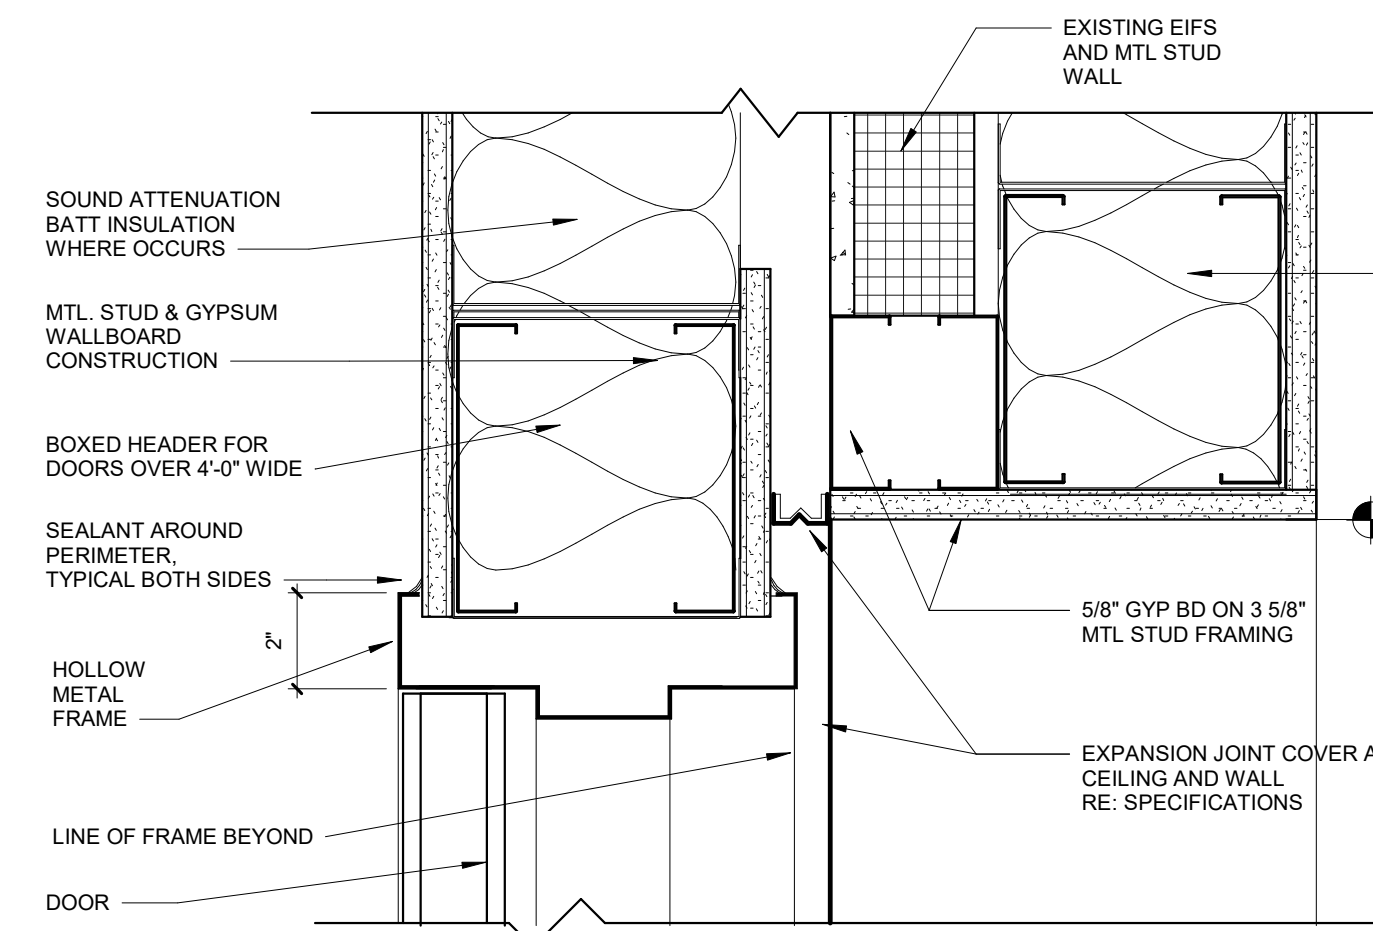 EXISTING EIFS
AND MTL STUD
WALL
SOUND ATTENUATION
BATT INSULATION
WHERE OCCURS
MTL. STUD & GYPSUM
WALLBOARD
CONSTRUCTION
BOXED HEADER FOR
DOORS OVER 4'-0" WIDE
SEALANT AROUND
PERIMETER,
TYPICAL BOTH SIDES
2"
HOLLOW
METAL
FRAME
5/8" GYP BD ON 3 5/8"
MTL STUD FRAMING
EXPANSION JOINT COVER A
CEILING AND WALL
RE: SPECIFICATIONS
LINE OF FRAME BEYOND
DOOR